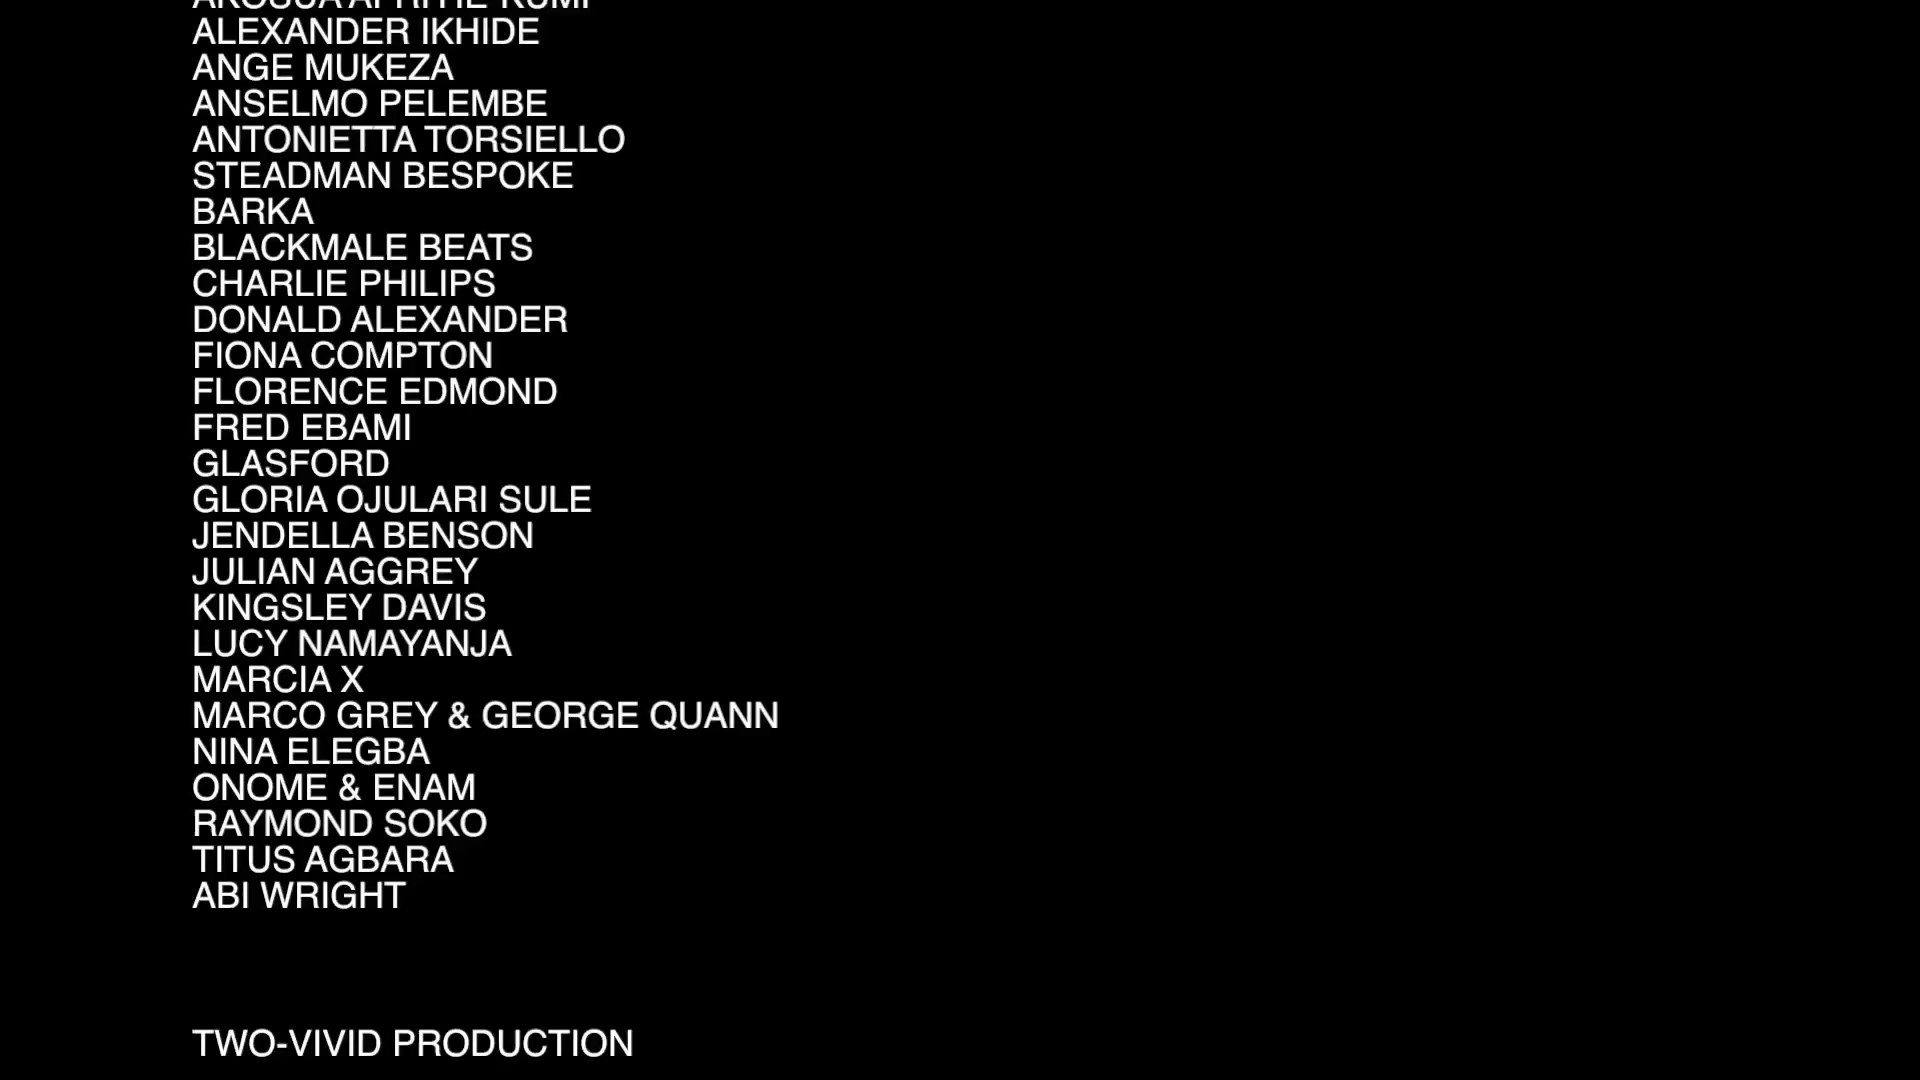 ALEXANDER IKHIDE
ANGE MUKEZA
ANSELMO PELEMBE
ANTONIETTA TORSIELLO
STEADMAN BESPOKE
BARKA
BLACKMALE BEATS
CHARLIE PHILIPS
DONALD ALEXANDER
FIONA COMPTON
FLORENCE EDMOND
FRED EBAMI
GLASFORD
GLORIA OJULARI SULE
JENDELLA BENSON
JULIAN AGGREY
KINGSLEY DAVIS
LUCY NAMAYANJA
MARCIA X
MARCO GREY & GEORGE QUANN
NINA ELEGBA
ONOME & ENAM
RAYMOND SOKO
TITUS AGBARA
ABI WRIGHT
TWO-VIVID PRODUCTION